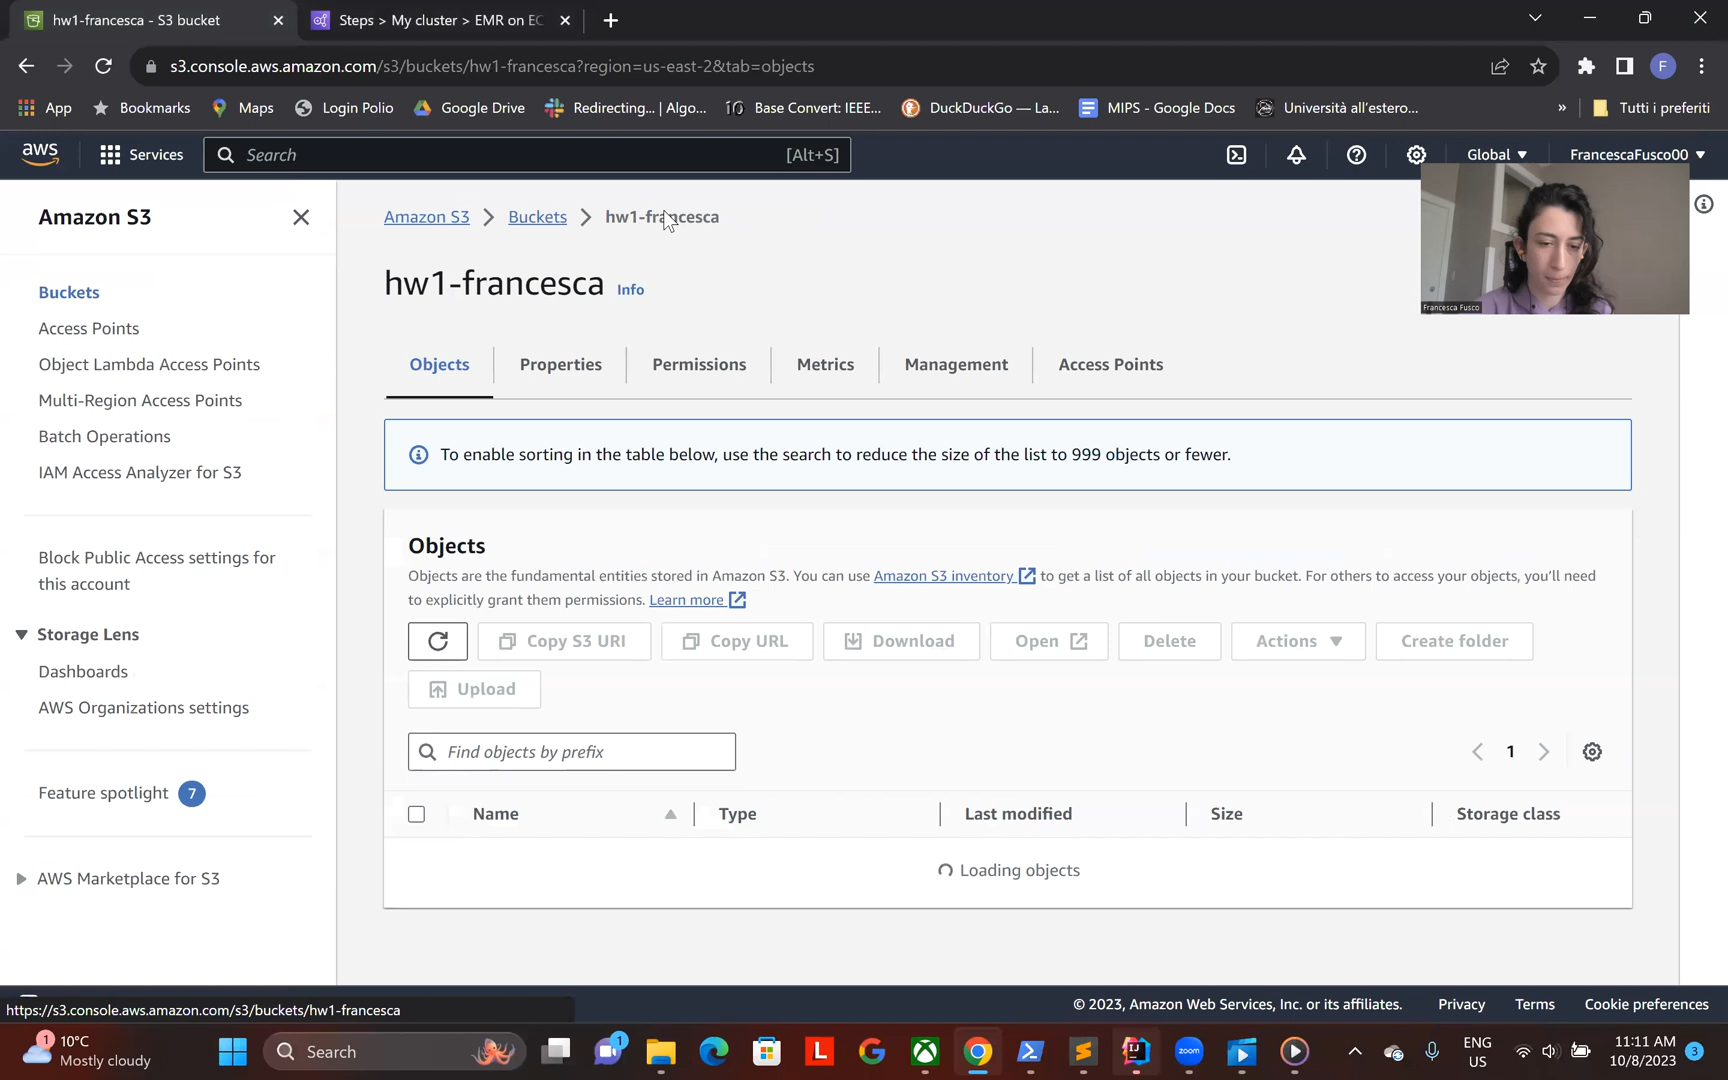 hw1-francesca - S3 bucket
Steps > My cluster > EMR on EC
s3.console.aws.amazon.com/s3/buckets/hw1-francesca?region=us-east-2&tab=objects
App
Bookmarks
Maps
Login Polio
Google Drive
Redirecting... | Algo...
Base Convert: IEEE...
DuckDuckGo — La...
MIPS - Google Docs
Università all'estero...
»
Tutti i preferiti
F
aws
Services
Search
[Alt+S]
Global
FrancescaFusco00
Francesca Fusco
Amazon S3
Buckets
Access Points
Object Lambda Access Points
Multi-Region Access Points
Batch Operations
IAM Access Analyzer for S3
Block Public Access settings for
this account
Storage Lens
Dashboards
AWS Organizations settings
Feature spotlight 7
AWS Marketplace for S3
Amazon S3 > Buckets > hw1-francesca
hw1-francesca Info
Objects
Properties
Permissions
Metrics
Management
Access Points
To enable sorting in the table below, use the search to reduce the size of the list to 999 objects or fewer.
Objects
Objects are the fundamental entities stored in Amazon S3. You can use Amazon S3 inventory to get a list of all objects in your bucket. For others to access your objects, you'll need
to explicitly grant them permissions. Learn more
Copy S3 URI
Copy URL
Download
Open
Delete
Actions
Create folder
Upload
Find objects by prefix
1
Name
Type
Last modified
Size
Storage class
Loading objects
https://s3.console.aws.amazon.com/s3/buckets/hw1-francesca
© 2023, Amazon Web Services, Inc. or its affiliates.
Privacy
Terms
Cookie preferences
1
10°C
Mostly cloudy
Search
1
L
IJ
zoom
ENG
US
11:11 AM
10/8/2023
3